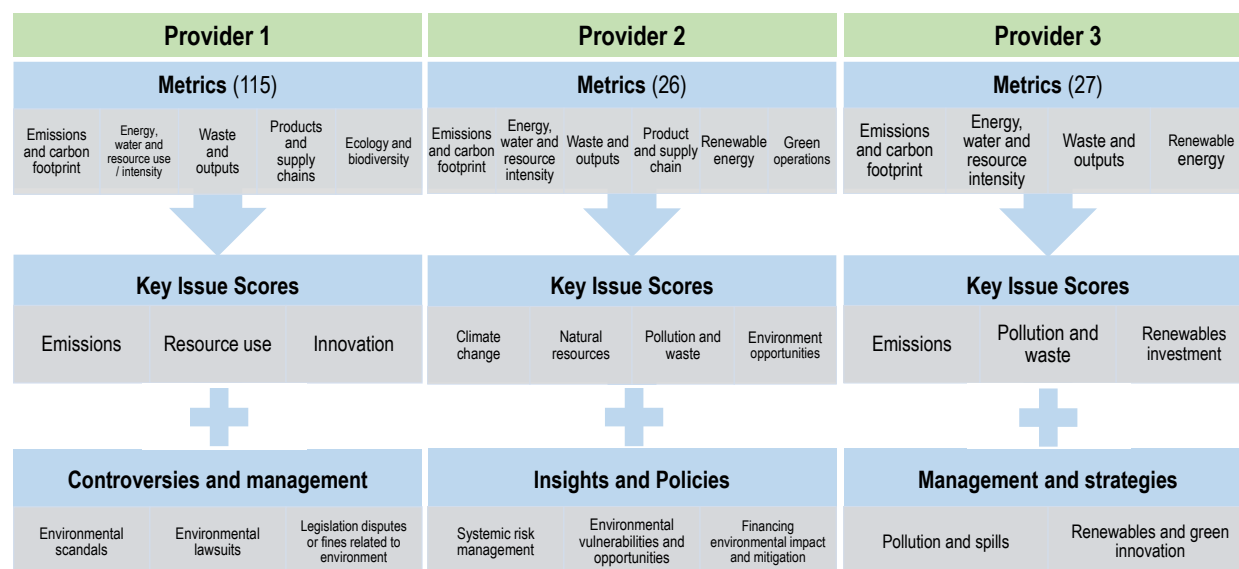 Provider 1
Provider 2
Provider 3
Metrics (115)
Metrics (26)
Metrics (27)
Emissions
and carbon
footprint
Energy,
water and
resource use
/ intensity
Waste
and
outputs
Products
and
supply
chains
Ecology and
biodiversity
Emissions
and carbon
footprint
Energy,
water and
resource
intensity
Waste and
outputs
Product
and supply
chain
Renewable
energy
Green
operations
Emissions
and carbon
footprint
Energy,
water and
resource
intensity
Waste and
outputs
Renewable
energy
Key Issue Scores
Key Issue Scores
Key Issue Scores
Emissions
Resource use
Innovation
Climate
change
Natural
resources
Pollution and
waste
Environment
opportunities
Emissions
Pollution and
waste
Renewables
investment
Controversies and management
Insights and Policies
Management and strategies
Environmental
scandals
Environmental
lawsuits
Legislation disputes
or fines related to
environment
Systemic risk
management
Environmental
vulnerabilities and
opportunities
Financing
environmental impact
and mitigation
Pollution and spills
Renewables and green
innovation